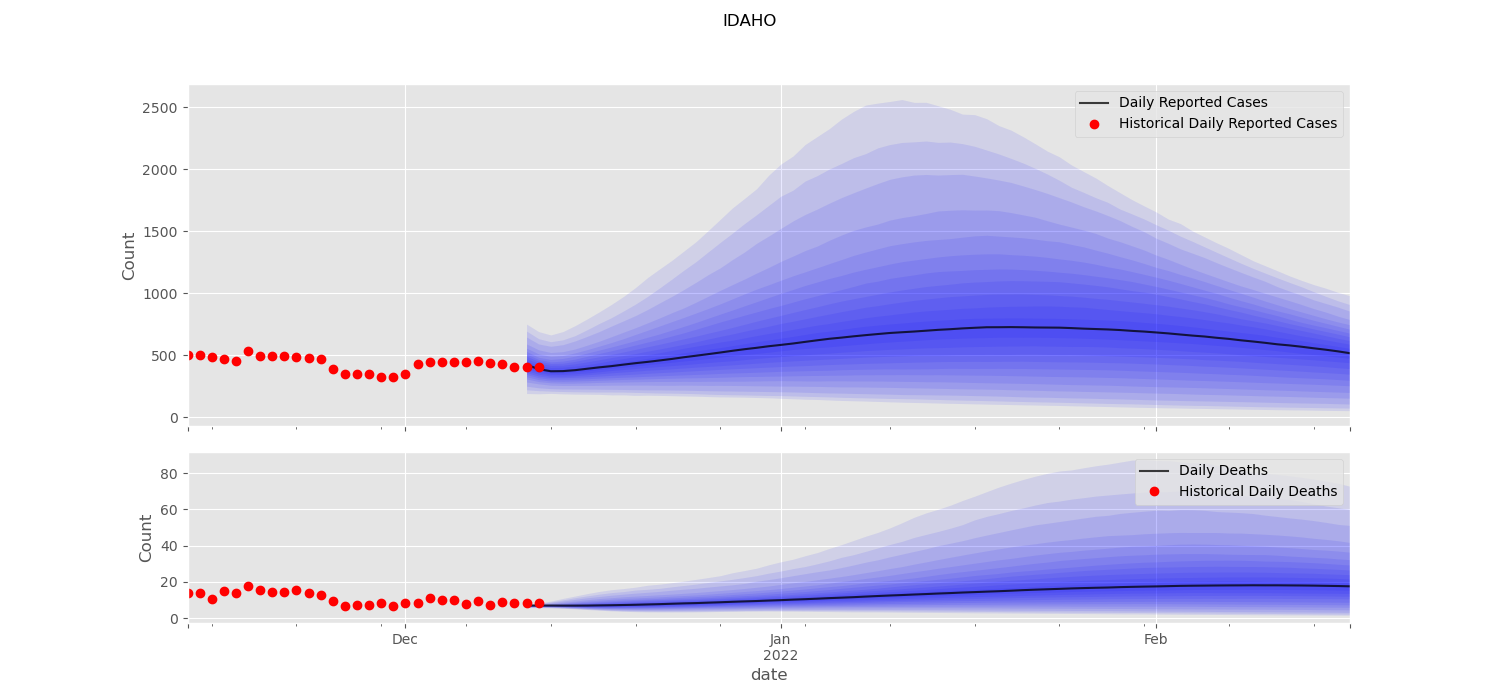 IDAHO
Daily Reported Cases
Historical Daily Reported Cases
2500
2000
1500
1000
500
0
Count
Daily Deaths
Historical Daily Deaths
80
60
40
20
0
Count
Dec
Jan
2022
Feb
date